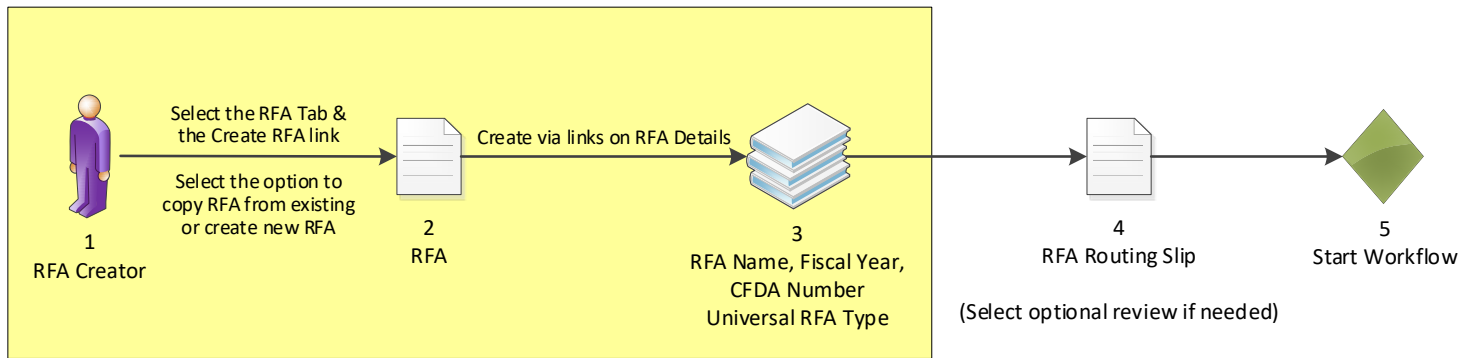 Select the RFA Tab &
the Create RFA link
Select the option to
copy RFA from existing
or create new RFA
1
RFA Creator
2
RFA
Create via links on RFA Details
3
RFA Name, Fiscal Year,
CFDA Number
Universal RFA Type
4
RFA Routing Slip
(Select optional review if needed)
5
Start Workflow